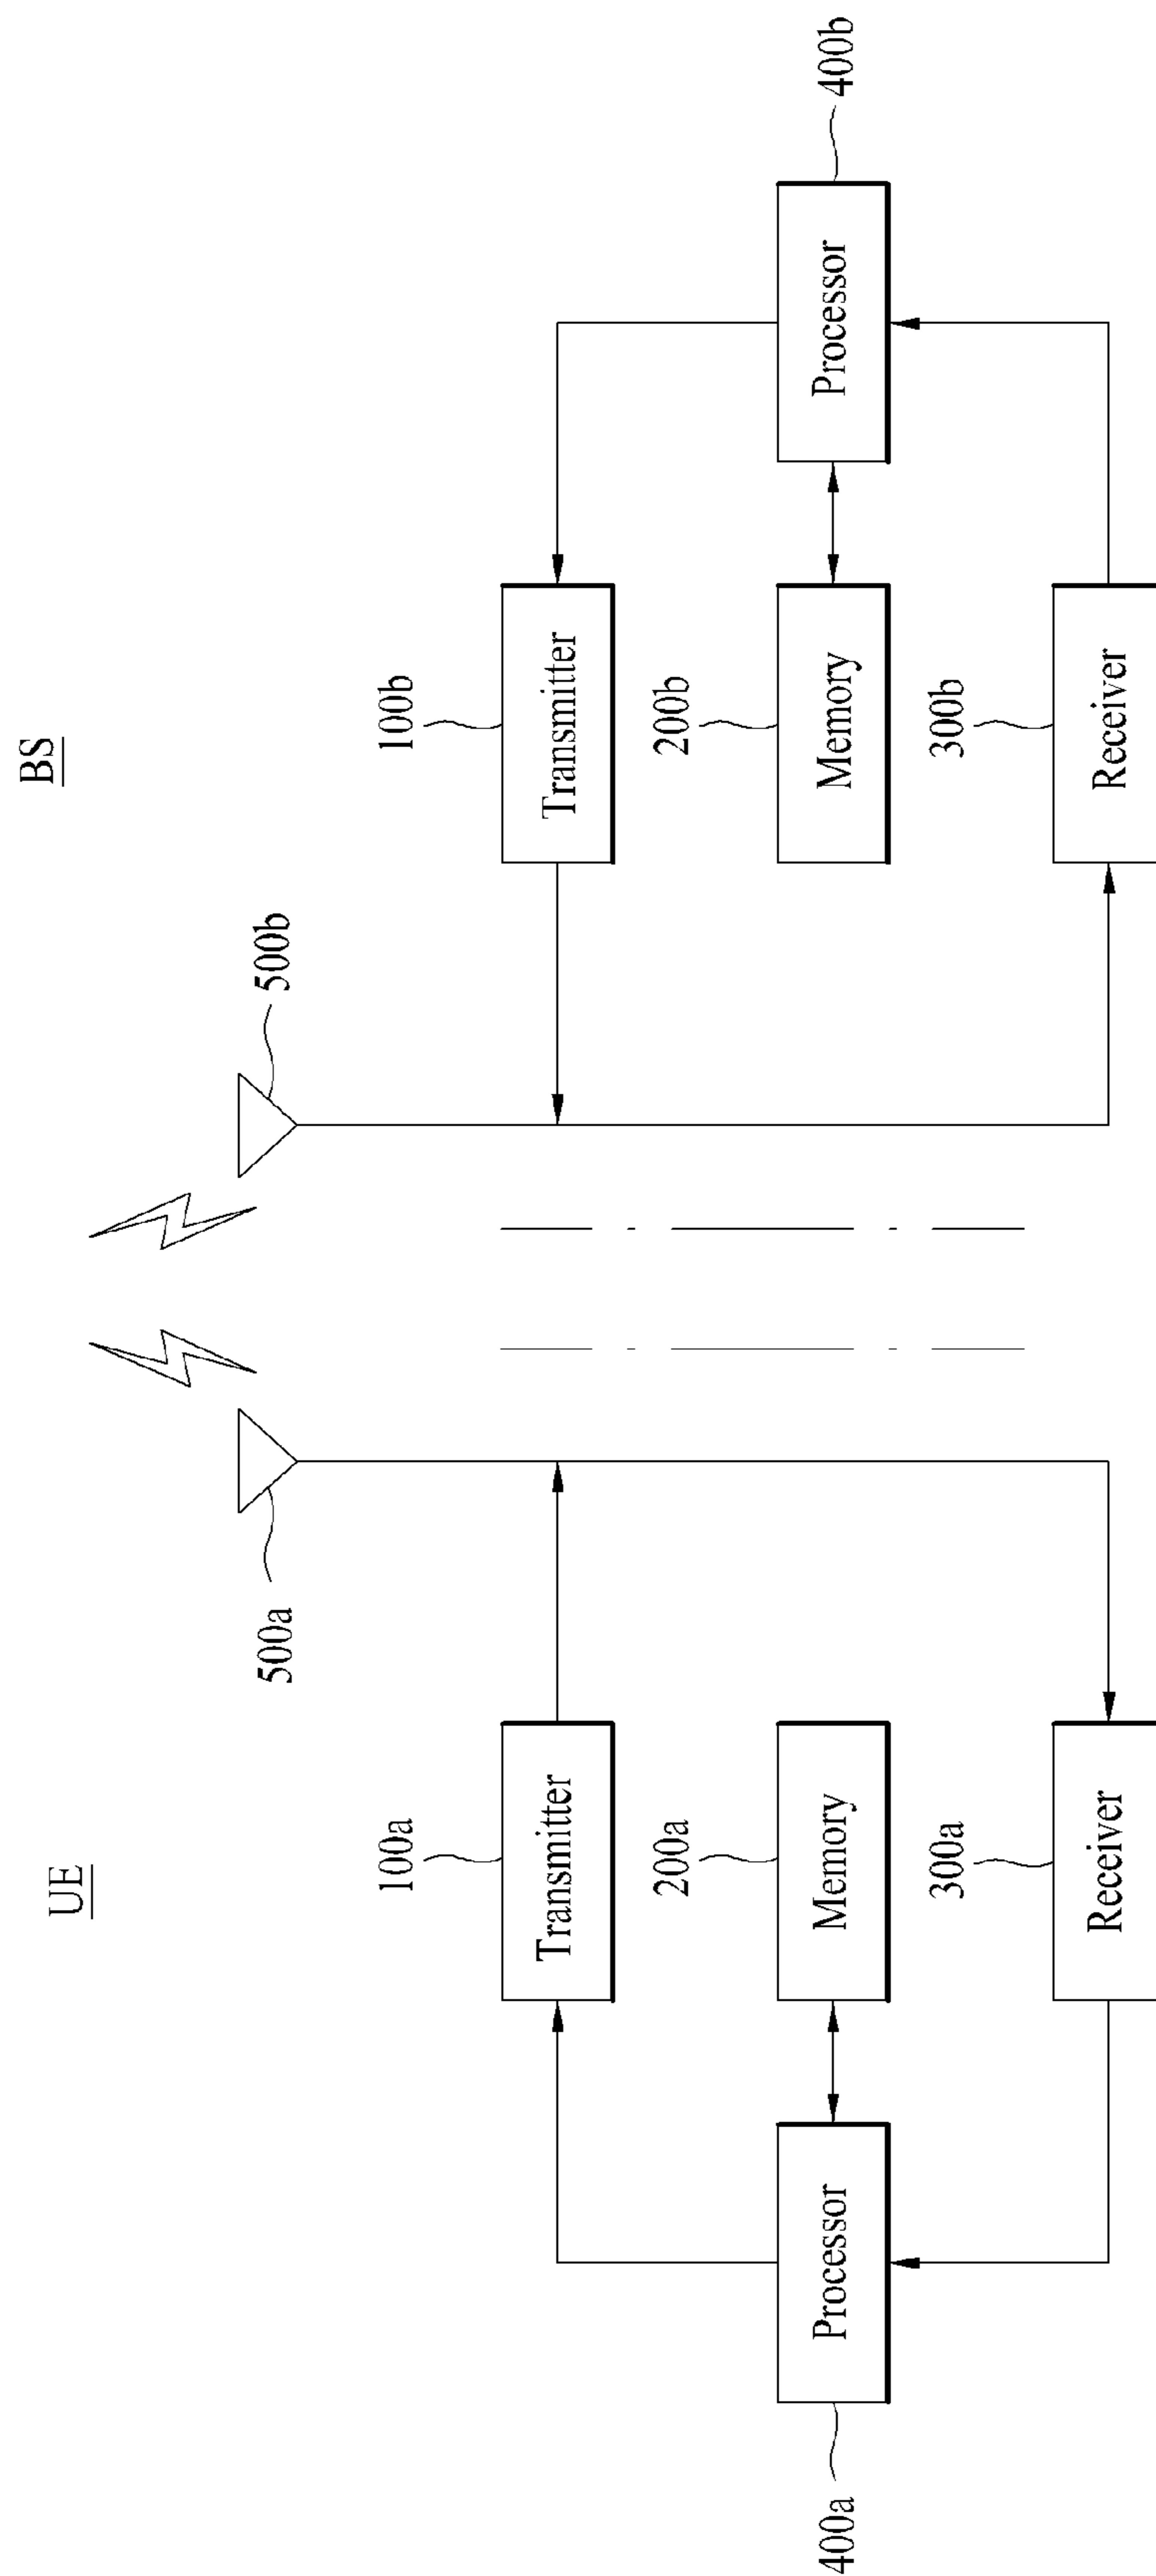 UE
BS
500a
500b
100a
Transmitter
100b
Transmitter
400a
Processor
200a
Memory
200b
Memory
Processor
400b
300a
Receiver
300b
Receiver